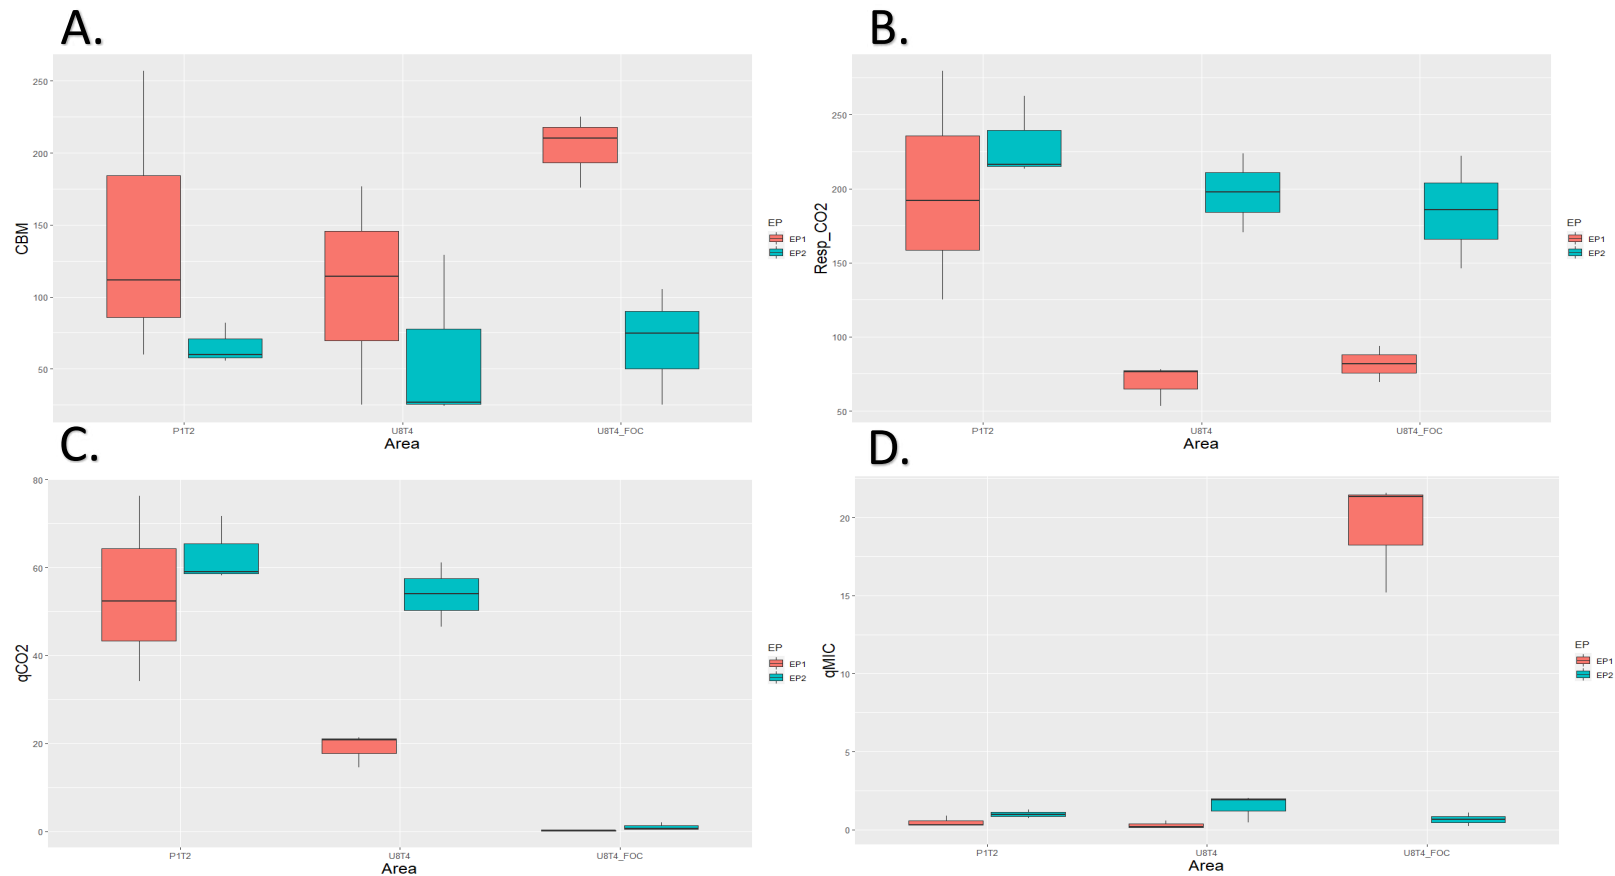 A.
CBM
250
200
150
100
50
P1T2
U8T4
U8T4_FOC
Area
EP
EP1
EP2
B.
Resp_CO2
250
200
150
100
50
P1T2
U8T4
U8T4_FOC
Area
EP
EP1
EP2
C.
qCO2
80
60
40
20
0
P1T2
U8T4
U8T4_FOC
Area
EP
EP1
EP2
D.
qMIC
20
15
10
5
0
P1T2
U8T4
U8T4_FOC
Area
EP
EP1
EP2